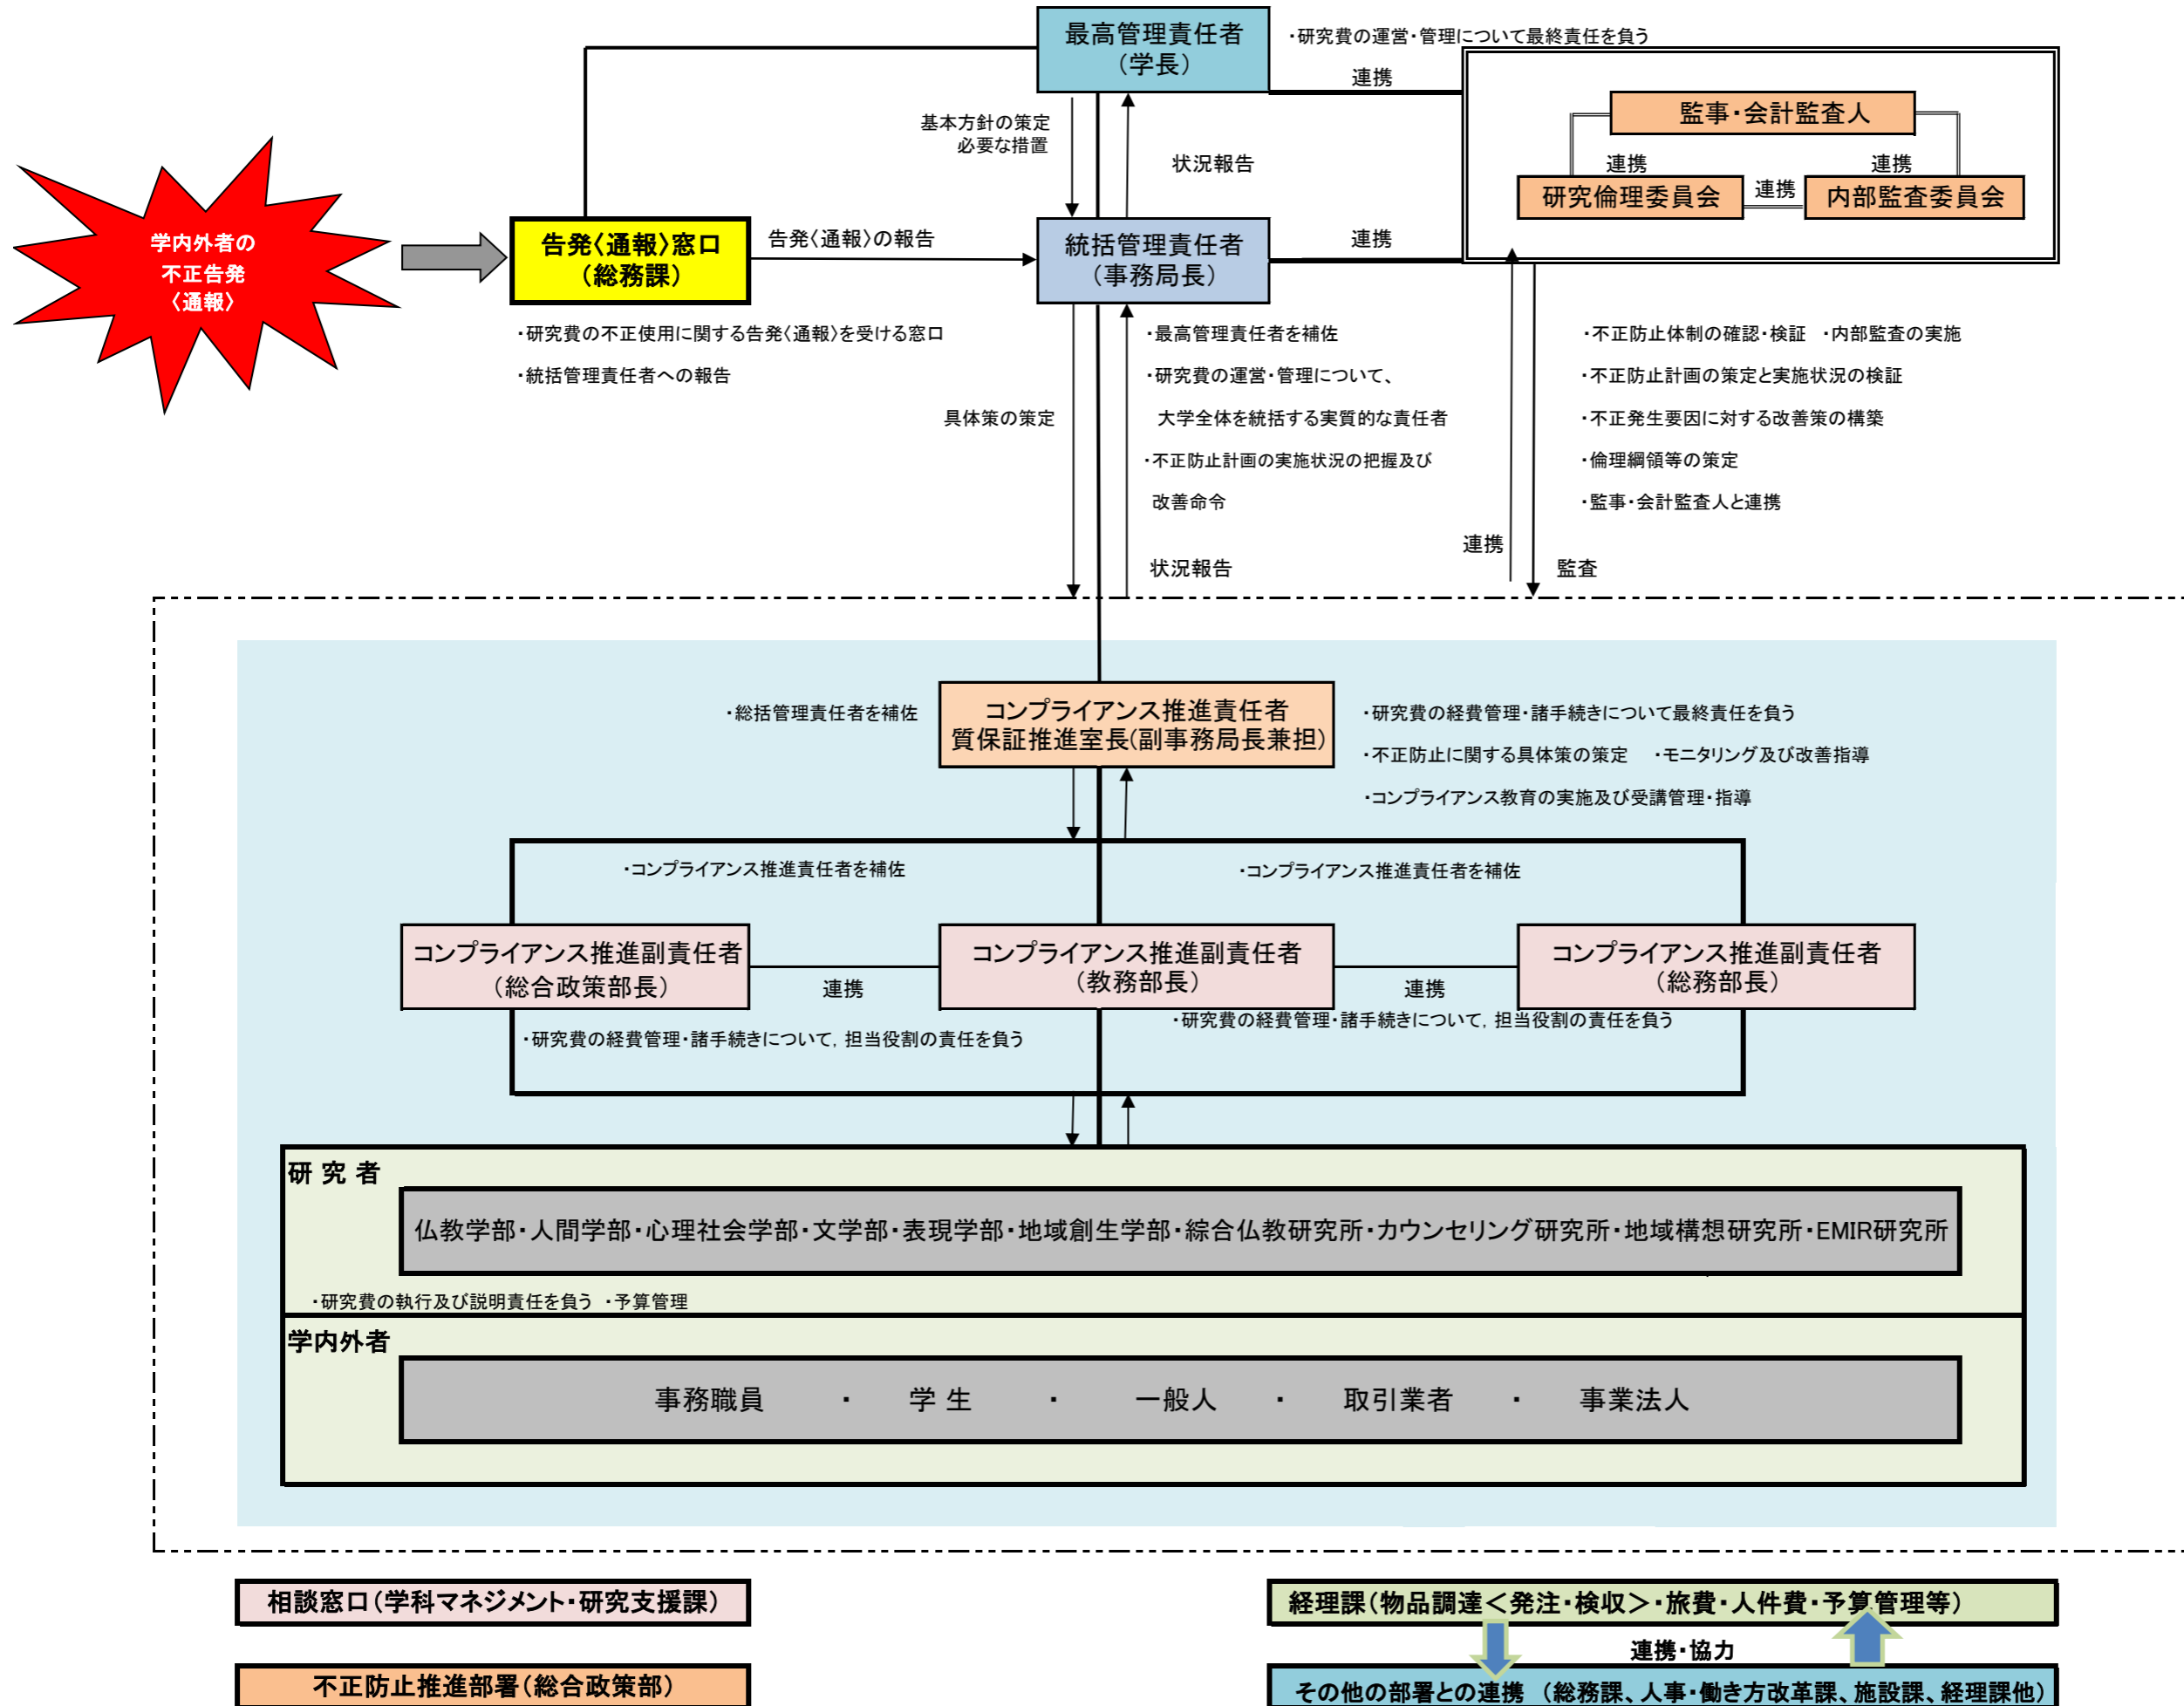 最高管理責任者
（学長）
・研究費の運営・管理について最終責任を負う
連携
監事・会計監査人
連携
連携
研究倫理委員会
連携
内部監査委員会
基本方針の策定
必要な措置
状況報告
学内外者の
不正告発
〈通報〉
告発〈通報〉窓口
（総務課）
告発〈通報〉の報告
統括管理責任者
（事務局長）
連携
・研究費の不正使用に関する告発〈通報〉を受ける窓口
・統括管理責任者への報告
・最高管理責任者を補佐
・研究費の運営・管理について、
大学全体を統括する実質的な責任者
・不正防止計画の実施状況の把握及び
改善命令
・不正防止体制の確認・検証　・内部監査の実施
・不正防止計画の策定と実施状況の検証
・不正発生要因に対する改善策の構築
・倫理綱領等の策定
・監事・会計監査人と連携
具体策の策定
状況報告
連携
監査
・総括管理責任者を補佐
コンプライアンス推進責任者
質保証推進室長(副事務局長兼担)
・研究費の経費管理・諸手続きについて最終責任を負う
・不正防止に関する具体策の策定　・モニタリング及び改善指導
・コンプライアンス教育の実施及び受講管理・指導
・コンプライアンス推進責任者を補佐
・コンプライアンス推進責任者を補佐
コンプライアンス推進副責任者
（総合政策部長）
連携
コンプライアンス推進副責任者
（教務部長）
連携
コンプライアンス推進副責任者
（総務部長）
・研究費の経費管理・諸手続きについて，担当役割の責任を負う
・研究費の経費管理・諸手続きについて，担当役割の責任を負う
研 究 者
仏教学部・人間学部・心理社会学部・文学部・表現学部・地域創生学部・綜合仏教研究所・カウンセリング研究所・地域構想研究所・EMIR研究所
・研究費の執行及び説明責任を負う　・予算管理
学内外者
事務職員　・　学 生　・　一般人　・　取引業者　・　事業法人
相談窓口（学科マネジメント・研究支援課）
経理課（物品調達＜発注・検収＞・旅費・人件費・予算管理等）
連携・協力
不正防止推進部署（総合政策部）
その他の部署との連携　（総務課、人事・働き方改革課、施設課、経理課他）